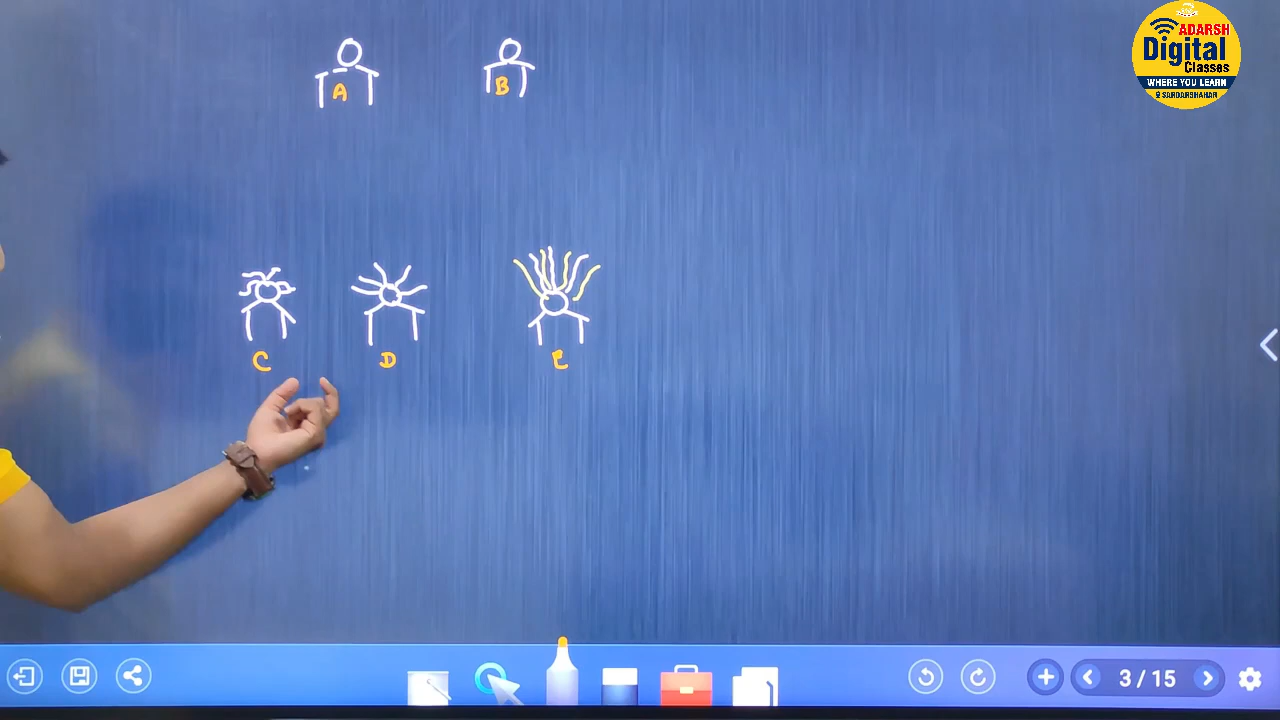 A B
C D E
ADARSH
Digital
Classes
WHERE YOU LEARN
SARDARSHAHAR
3 / 15